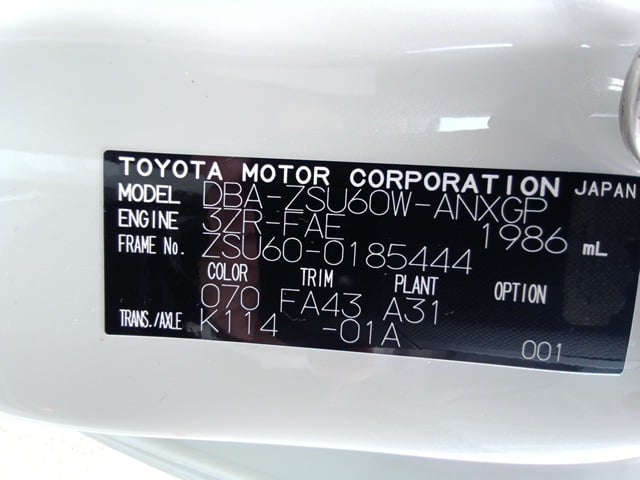 TOYOTA MOTOR CORPORATION JAPAN
MODEL DBA-ZSU60W-ANXGP
ENGINE 3ZR-FAE 1986 mL
FRAME No. ZSU60-0185444
COLOR TRIM PLANT OPTION
070 FA43 A31
TRANS./AXLE K114 -01A
001